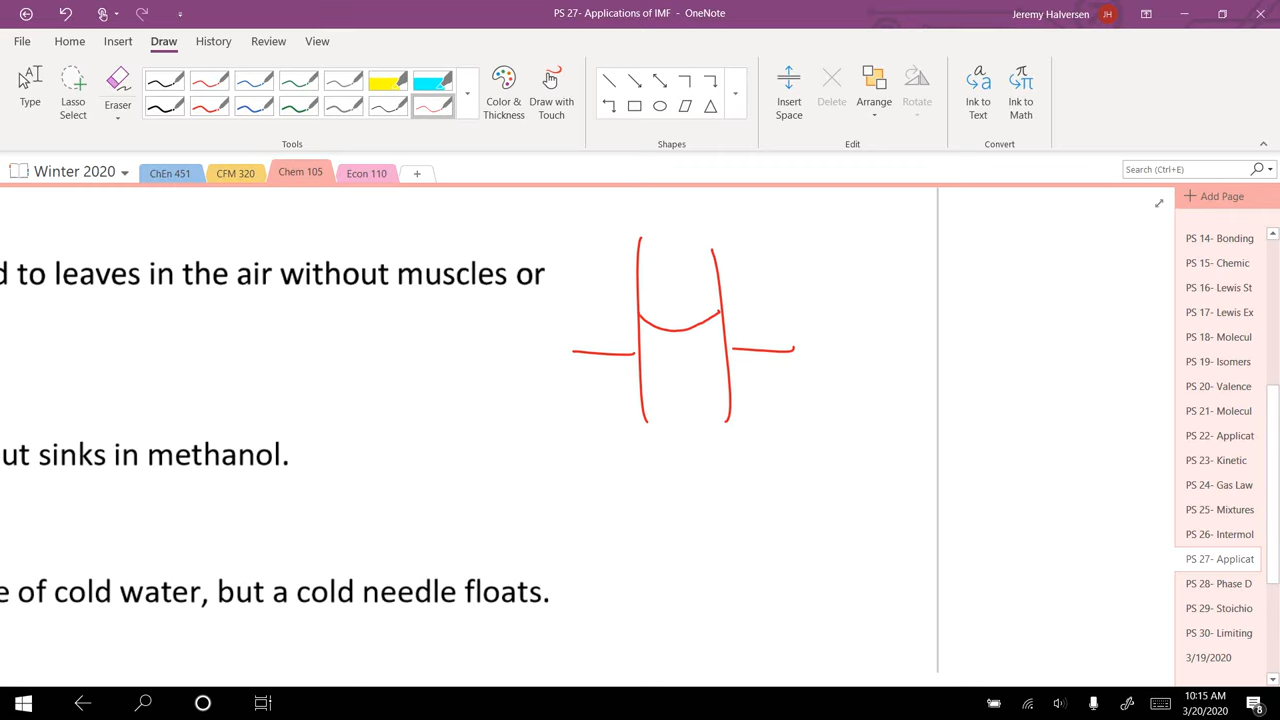 PS 27- Applications of IMF - OneNote
Jeremy Halversen
JH
File
Home
Insert
Draw
History
Review
View
Type
Lasso
Select
Eraser
Color &
Thickness
Draw with
Touch
Insert
Space
Delete
Arrange
Rotate
Ink to
Text
Ink to
Math
Tools
Shapes
Edit
Convert
Winter 2020
ChEn 451
CFM 320
Chem 105
Econ 110
Search (Ctrl+E)
Add Page
PS 14- Bonding
PS 15- Chemic
PS 16- Lewis St
PS 17- Lewis Ex
PS 18- Molecul
PS 19- Isomers
PS 20- Valence
PS 21- Molecul
PS 22- Applicat
PS 23- Kinetic
PS 24- Gas Law
PS 25- Mixtures
PS 26- Intermol
PS 27- Applicat
PS 28- Phase D
PS 29- Stoichio
PS 30- Limiting
3/19/2020
d to leaves in the air without muscles or
ut sinks in methanol.
e of cold water, but a cold needle floats.
10:15 AM
3/20/2020
8